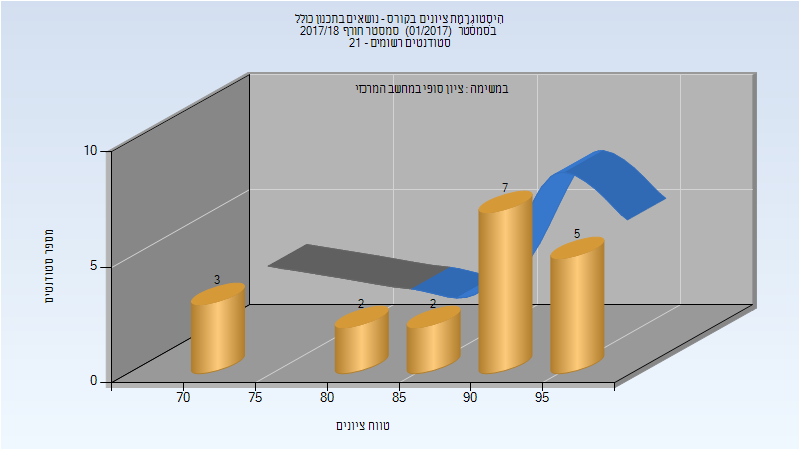 היסטוגרמת ציונים בקורס - נושאים בתכנון כולל
בסמסטר (01/2017) סמסטר חורף 2017/18
סטודנטים רשומים - 21
במשימה : ציון סופי במחשב המרכזי
10
5
0
מספר סטודנטים
3
2
2
7
5
70
75
80
85
90
95
טווח ציונים